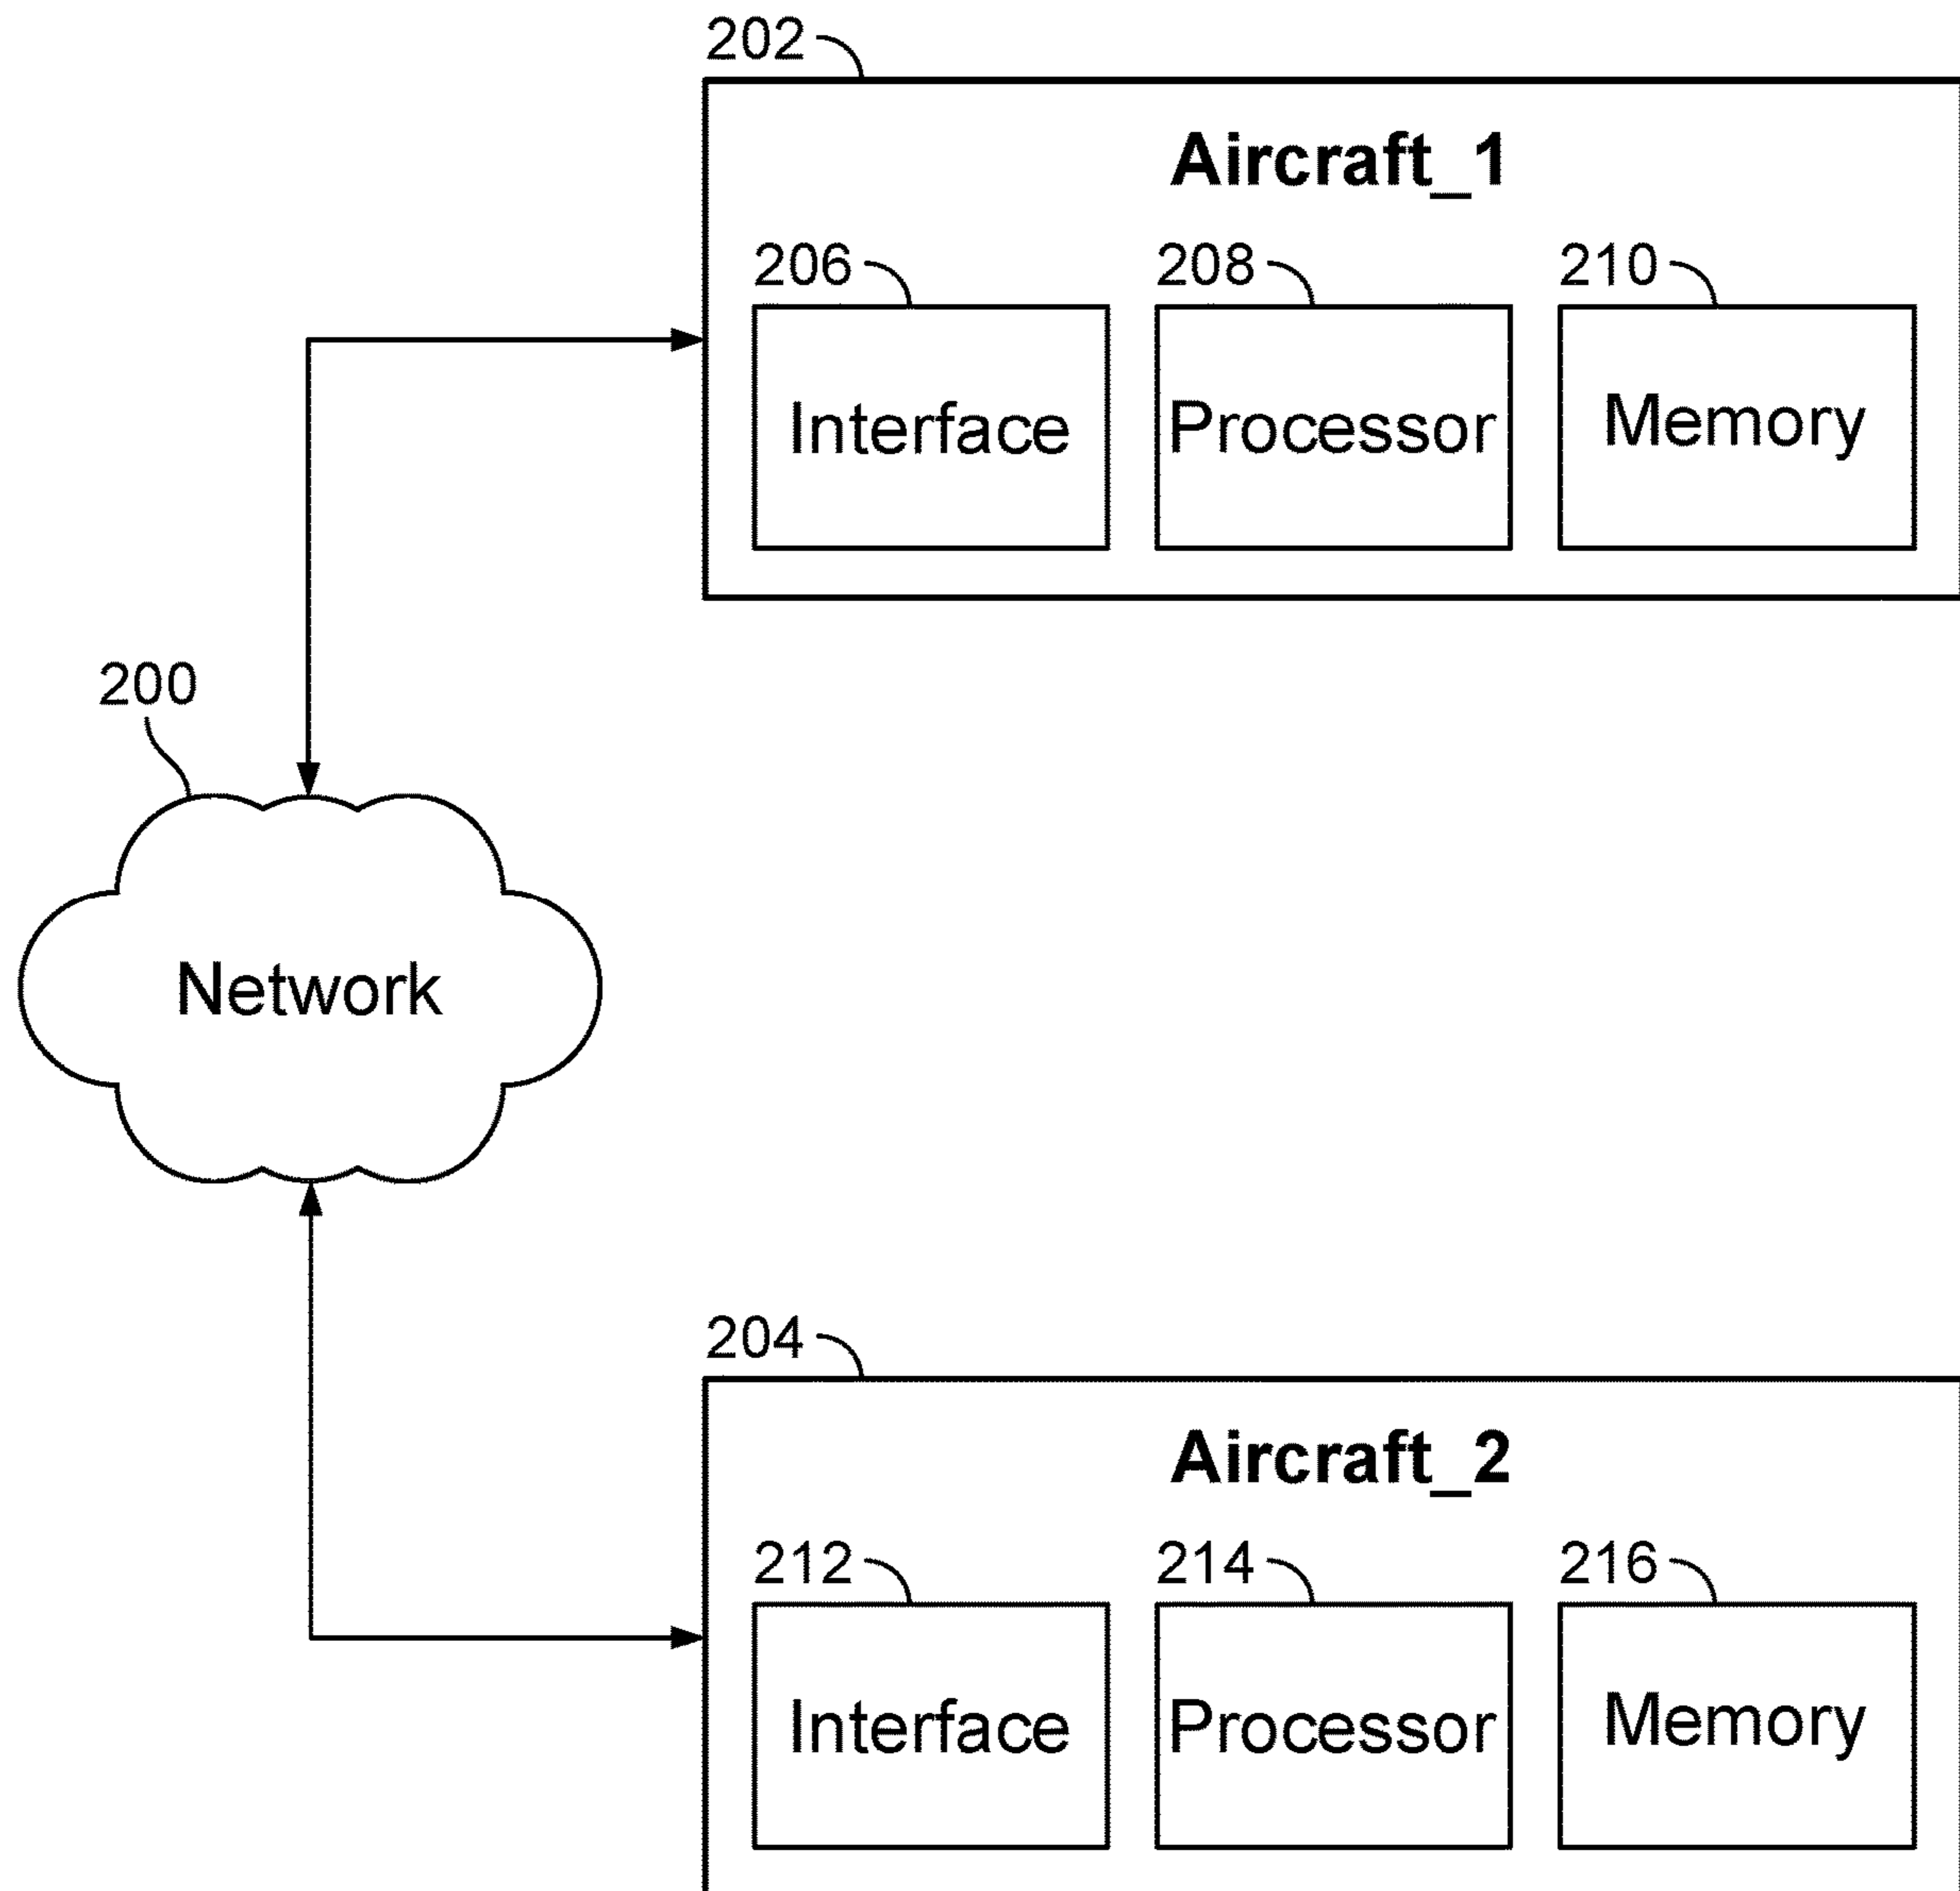 202
Aircraft_1
206 208 210
Interface Processor Memory
200
Network
204
Aircraft_2
212 214 216
Interface Processor Memory